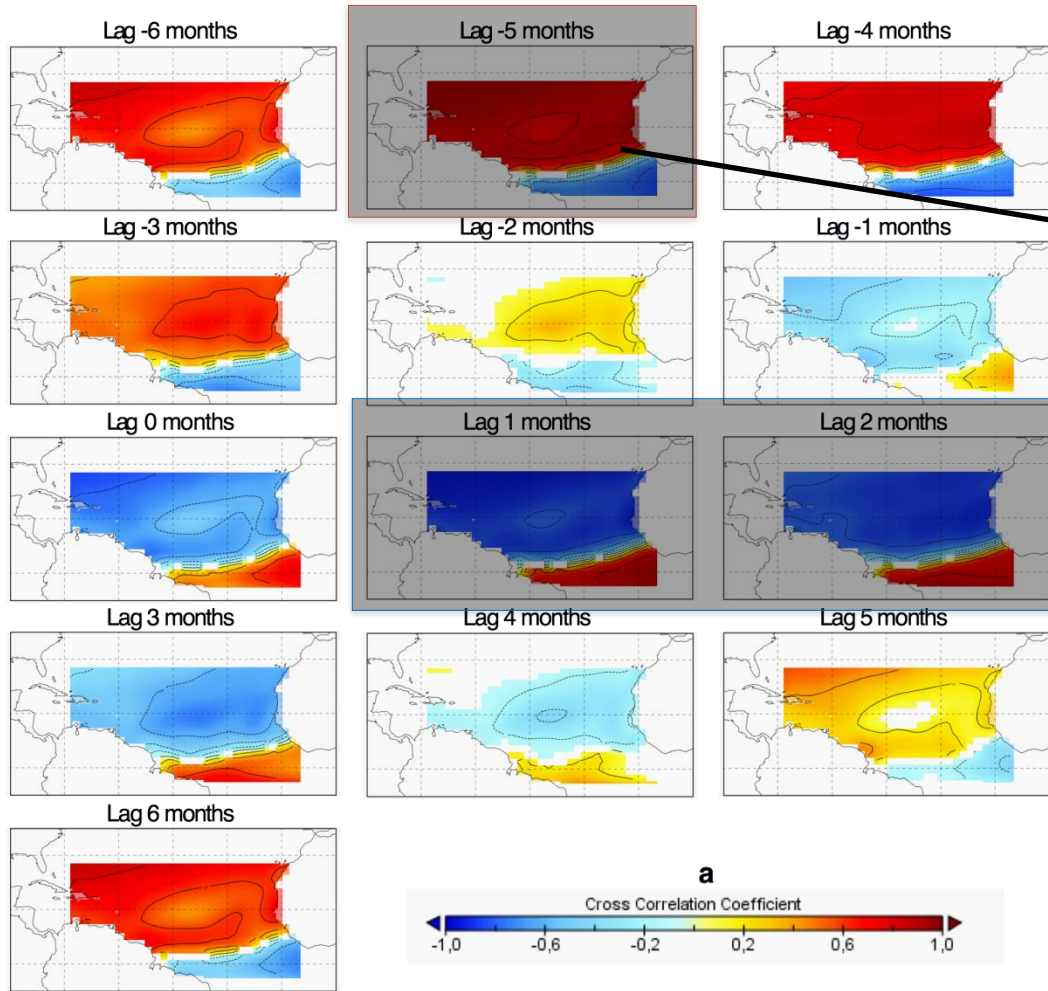 Lag -6 months
Lag -5 months
Lag -4 months
Lag -3 months
Lag -2 months
Lag -1 months
Lag 0 months
Lag 1 months
Lag 2 months
Lag 3 months
Lag 4 months
Lag 5 months
Lag 6 months
a
Cross Correlation Coefficient
-1,0 -0,6 -0,2 0,2 0,6 1,0